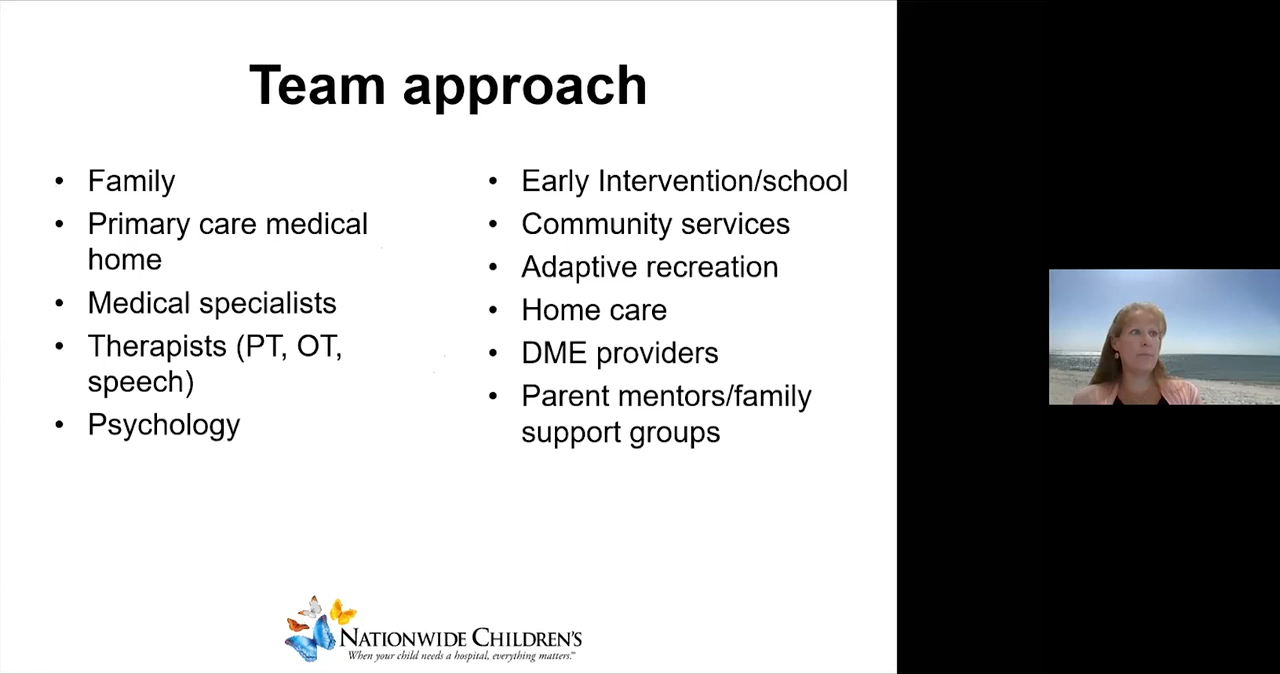 Team approach
• Family
• Primary care medical
home
• Medical specialists
• Therapists (PT, OT,
speech)
• Psychology
• Early Intervention/school
• Community services
• Adaptive recreation
• Home care
• DME providers
• Parent mentors/family
support groups
NATIONWIDE CHILDREN'S
When your child needs a hospital, everything matters.™